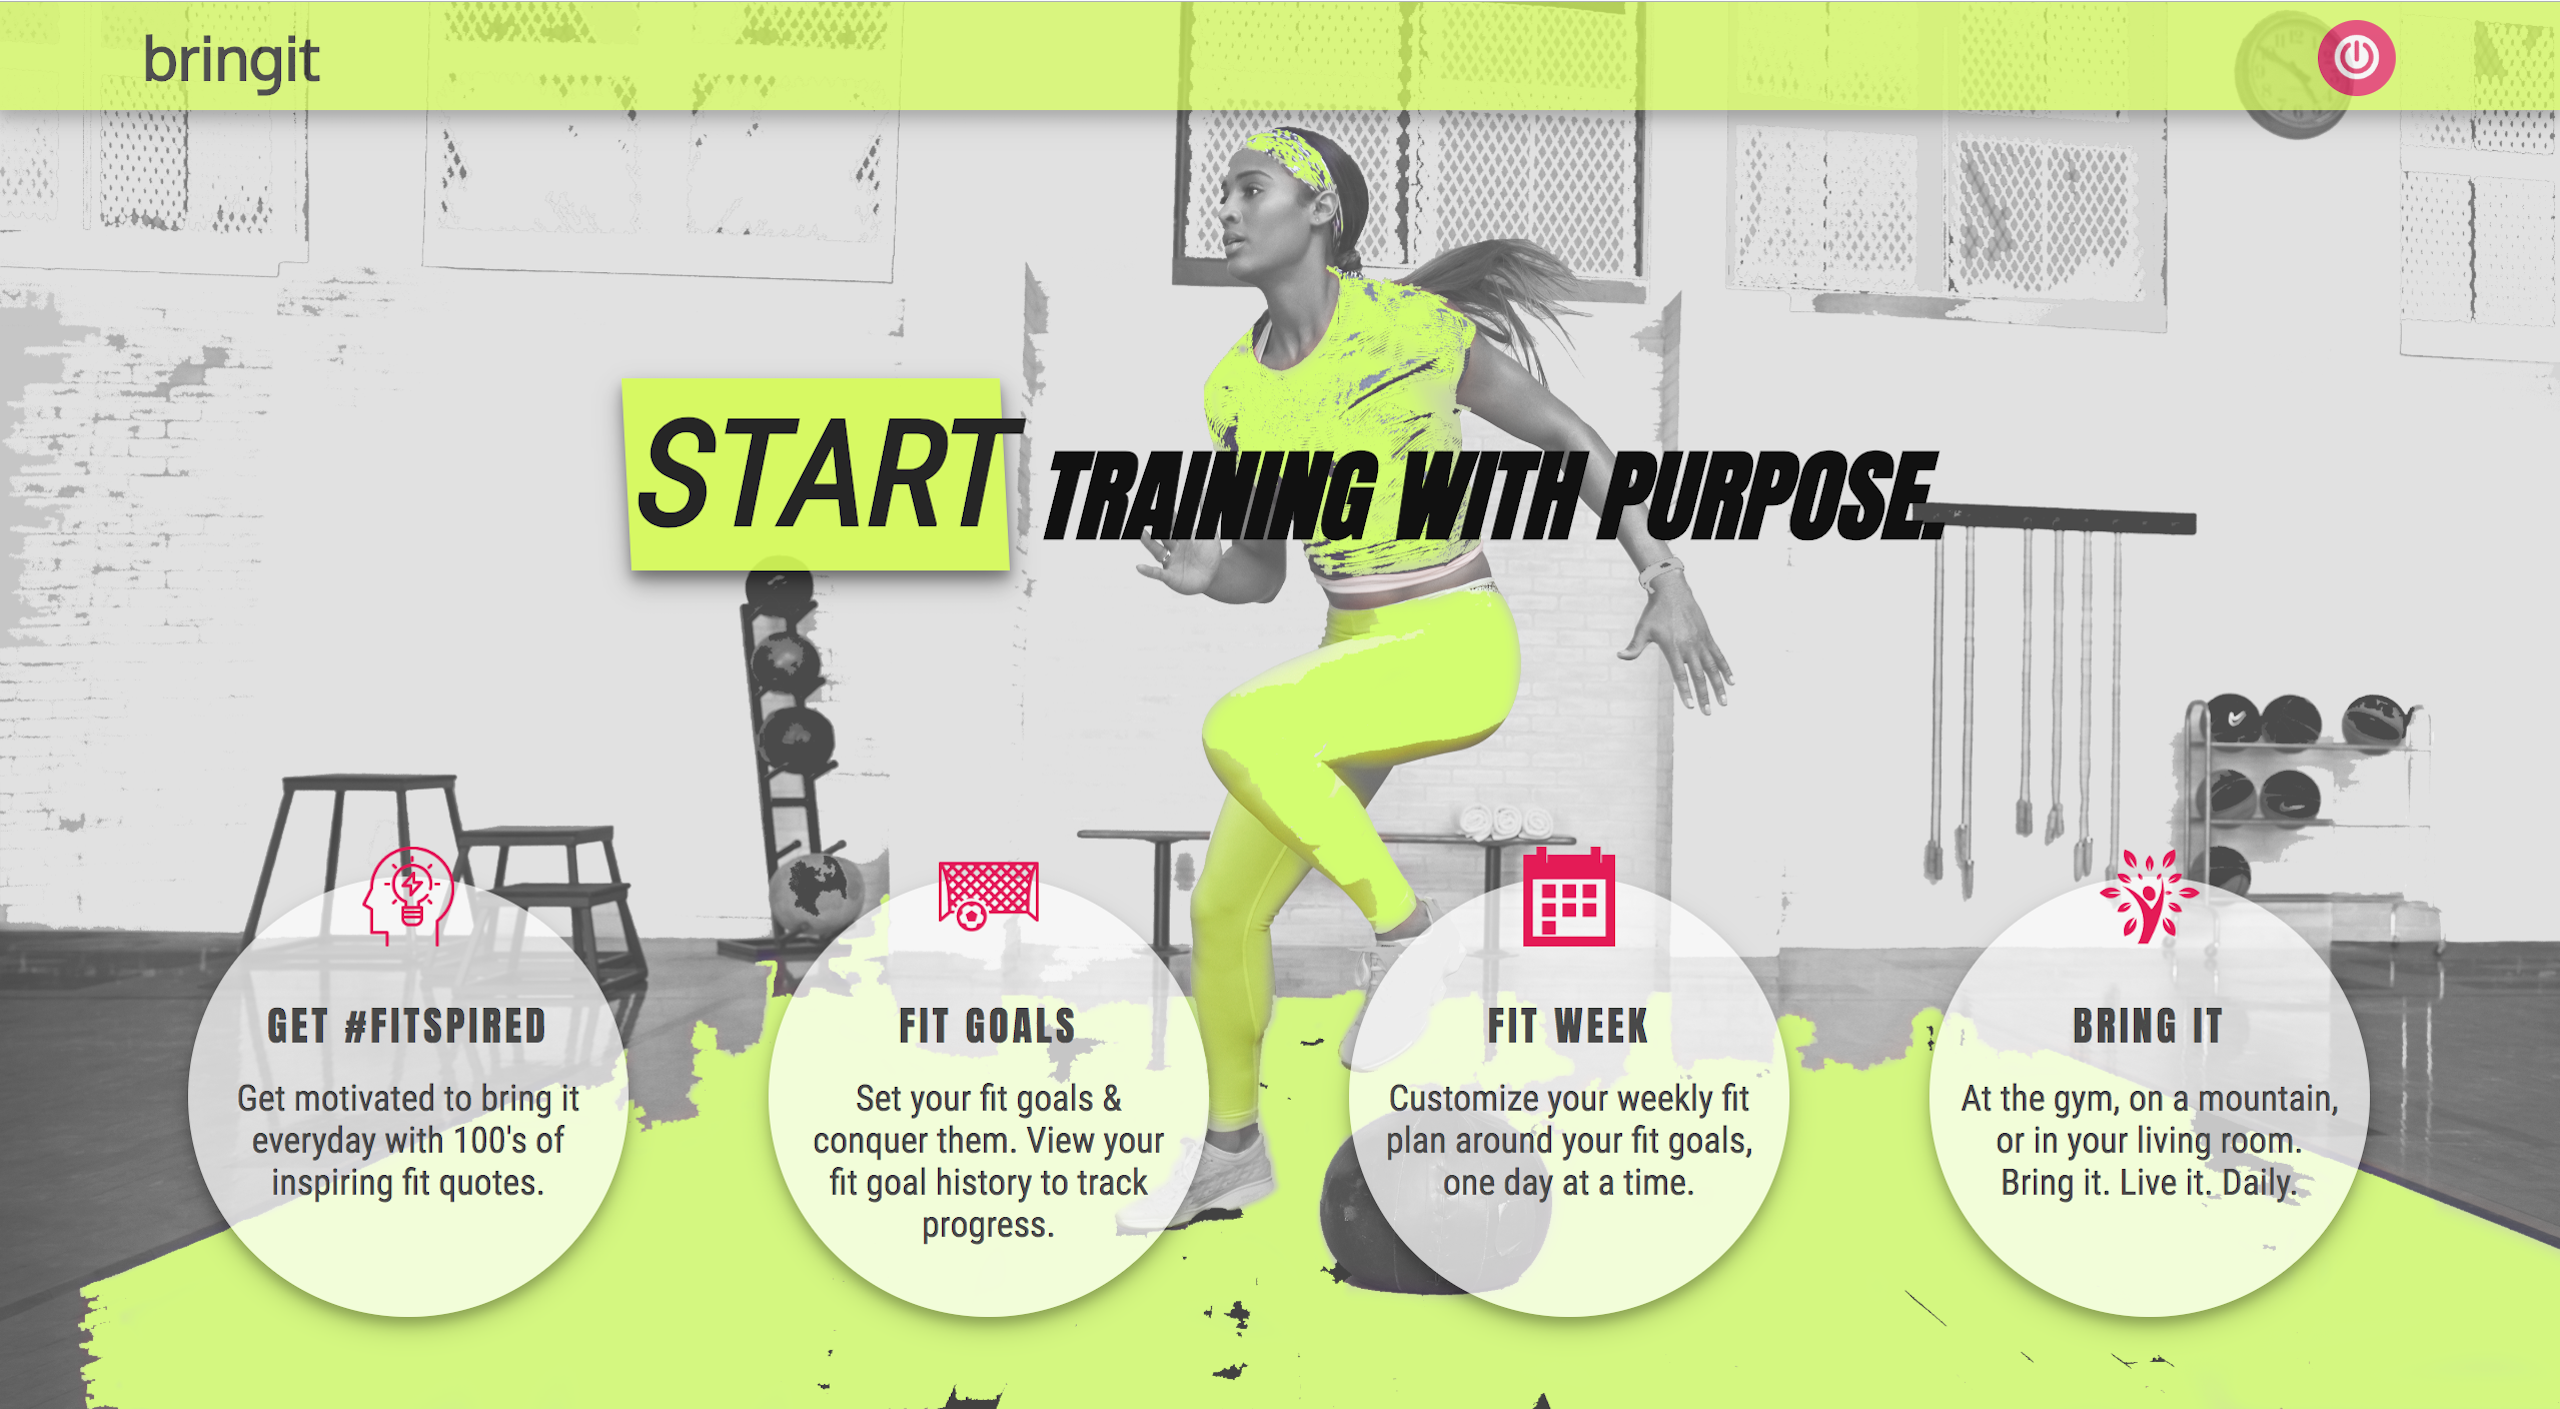 bringit
START TRAINING WITH PURPOSE.
GET #FITSPIRED
Get motivated to bring it
everyday with 100's of
inspiring fit quotes.
FIT GOALS
Set your fit goals &
conquer them. View your
fit goal history to track
progress.
FIT WEEK
Customize your weekly fit
plan around your fit goals,
one day at a time.
BRING IT
At the gym, on a mountain,
or in your living room.
Bring it. Live it. Daily.